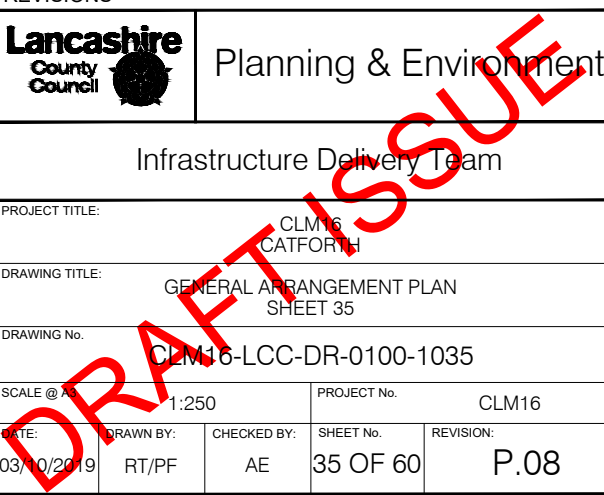 REVISIONS
Lancashire
County
Council
Planning & Environment
Infrastructure Delivery Team
PROJECT TITLE:
CLM16
CATFORTH
DRAWING TITLE:
GENERAL ARRANGEMENT PLAN
SHEET 35
DRAWING No.
CLM16-LCC-DR-0100-1035
SCALE @ A3
1:250
PROJECT No.
CLM16
DATE:
03/10/2019
DRAWN BY:
RT/PF
CHECKED BY:
AE
SHEET No.
35 OF 60
REVISION:
P.08
DRAFT ISSUE